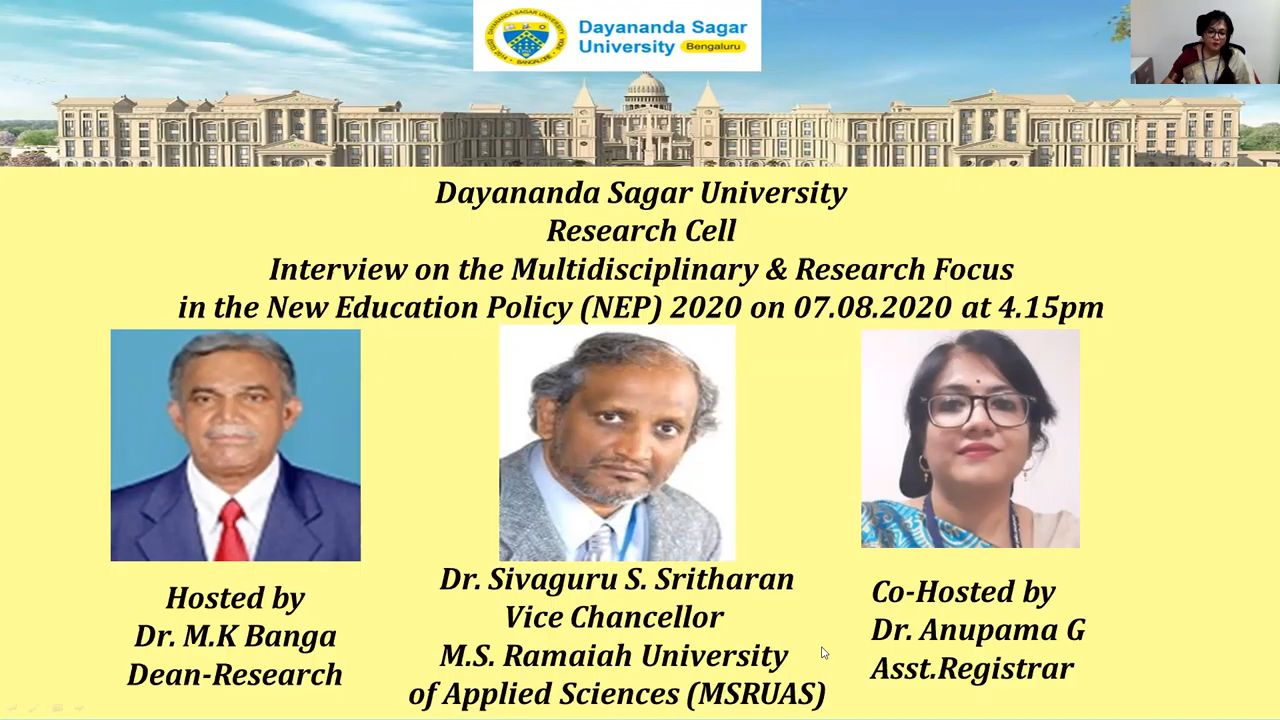 Dayananda Sagar
University Bengaluru
Dayananda Sagar University
Research Cell
Interview on the Multidisciplinary & Research Focus
in the New Education Policy (NEP) 2020 on 07.08.2020 at 4.15pm
Hosted by
Dr. M.K Banga
Dean-Research
Dr. Sivaguru S. Sritharan
Vice Chancellor
M.S. Ramaiah University
of Applied Sciences (MSRUAS)
Co-Hosted by
Dr. Anupama G
Asst.Registrar